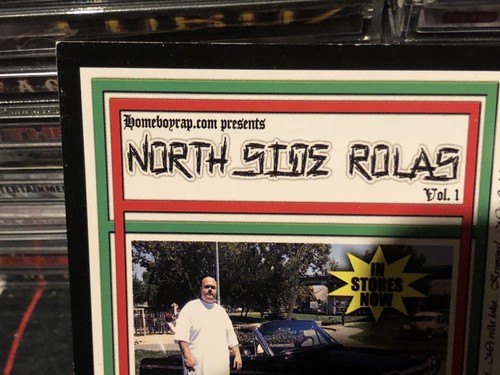 Homeboyrap.com presents
NORTH SIDE ROLAS
Vol. 1
IN
STORES
NOW